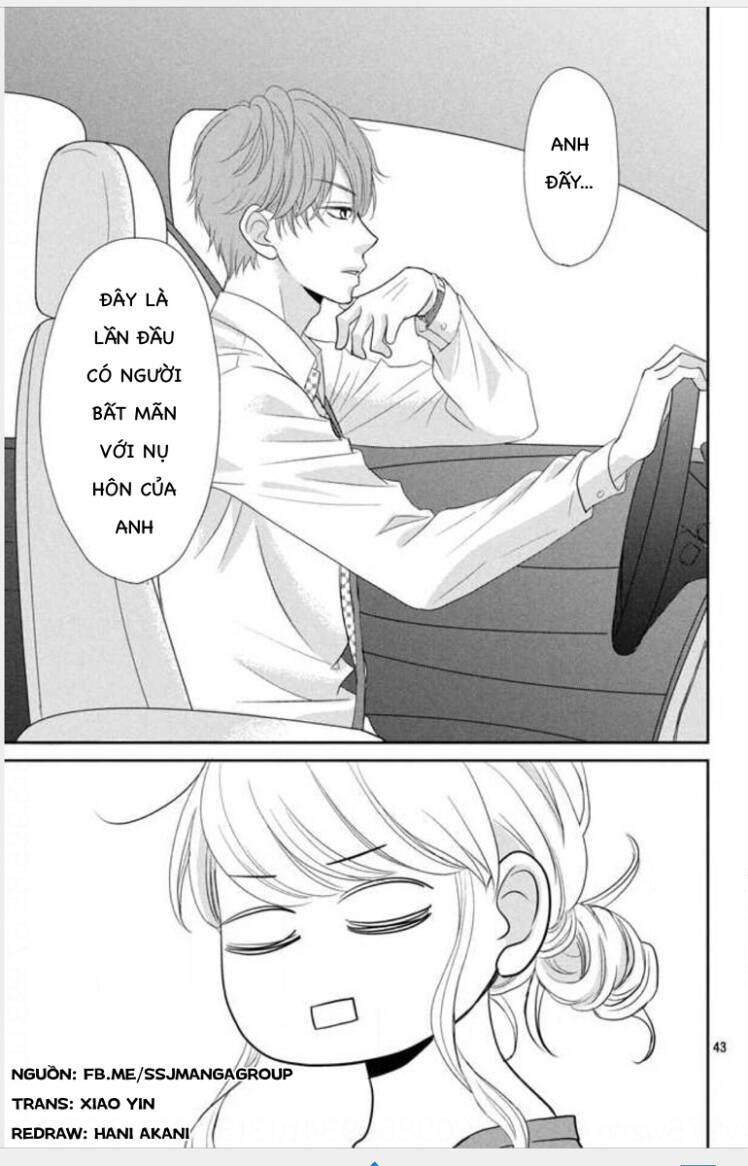 ANH
ĐẤY...
ĐÂY LÀ
LẦN ĐẦU
CÓ NGƯỜI
BẤT MÃN
VỚI NỤ
HÔN CỦA
ANH
43
NGUỒN: FB.ME/SSJMANGAGROUP
TRANS: XIAO YIN
REDRAW: HANI AKANI